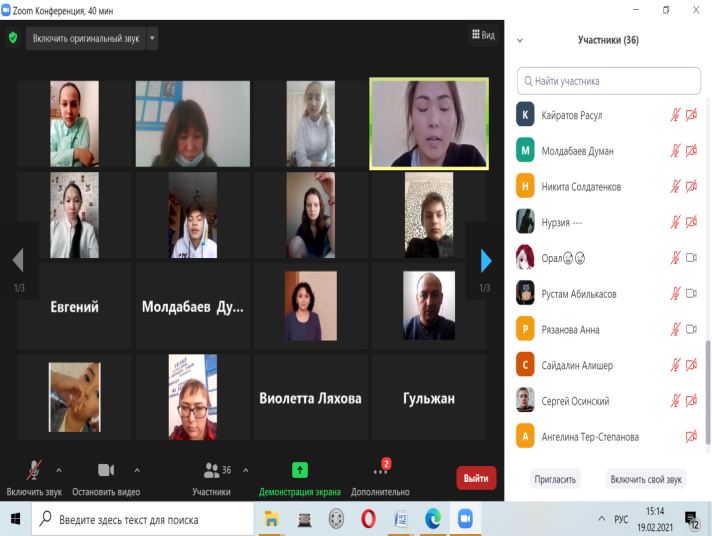 Zoom Конференция, 40 мин
Включить оригинальный звук
Вид
Участники (36)
Найти участника
К Кайратов Расул
М Молдабаев Думан
Н Никита Солдатенков
Нурзия ---
Орал
Рустам Абилькасов
Р Рязанова Анна
С Сайдалин Алишер
Сергей Осинский
А Ангелина Тер-Степанова
1/3
1/3
Евгений
Молдабаев Ду...
Виолетта Ляхова
Гульжан
Включить звук
Остановить видео
36
Участники
Демонстрация экрана
2
Дополнительно
Выйти
Пригласить
Включить свой звук
Введите здесь текст для поиска
РУС
15:14
19.02.2021
12